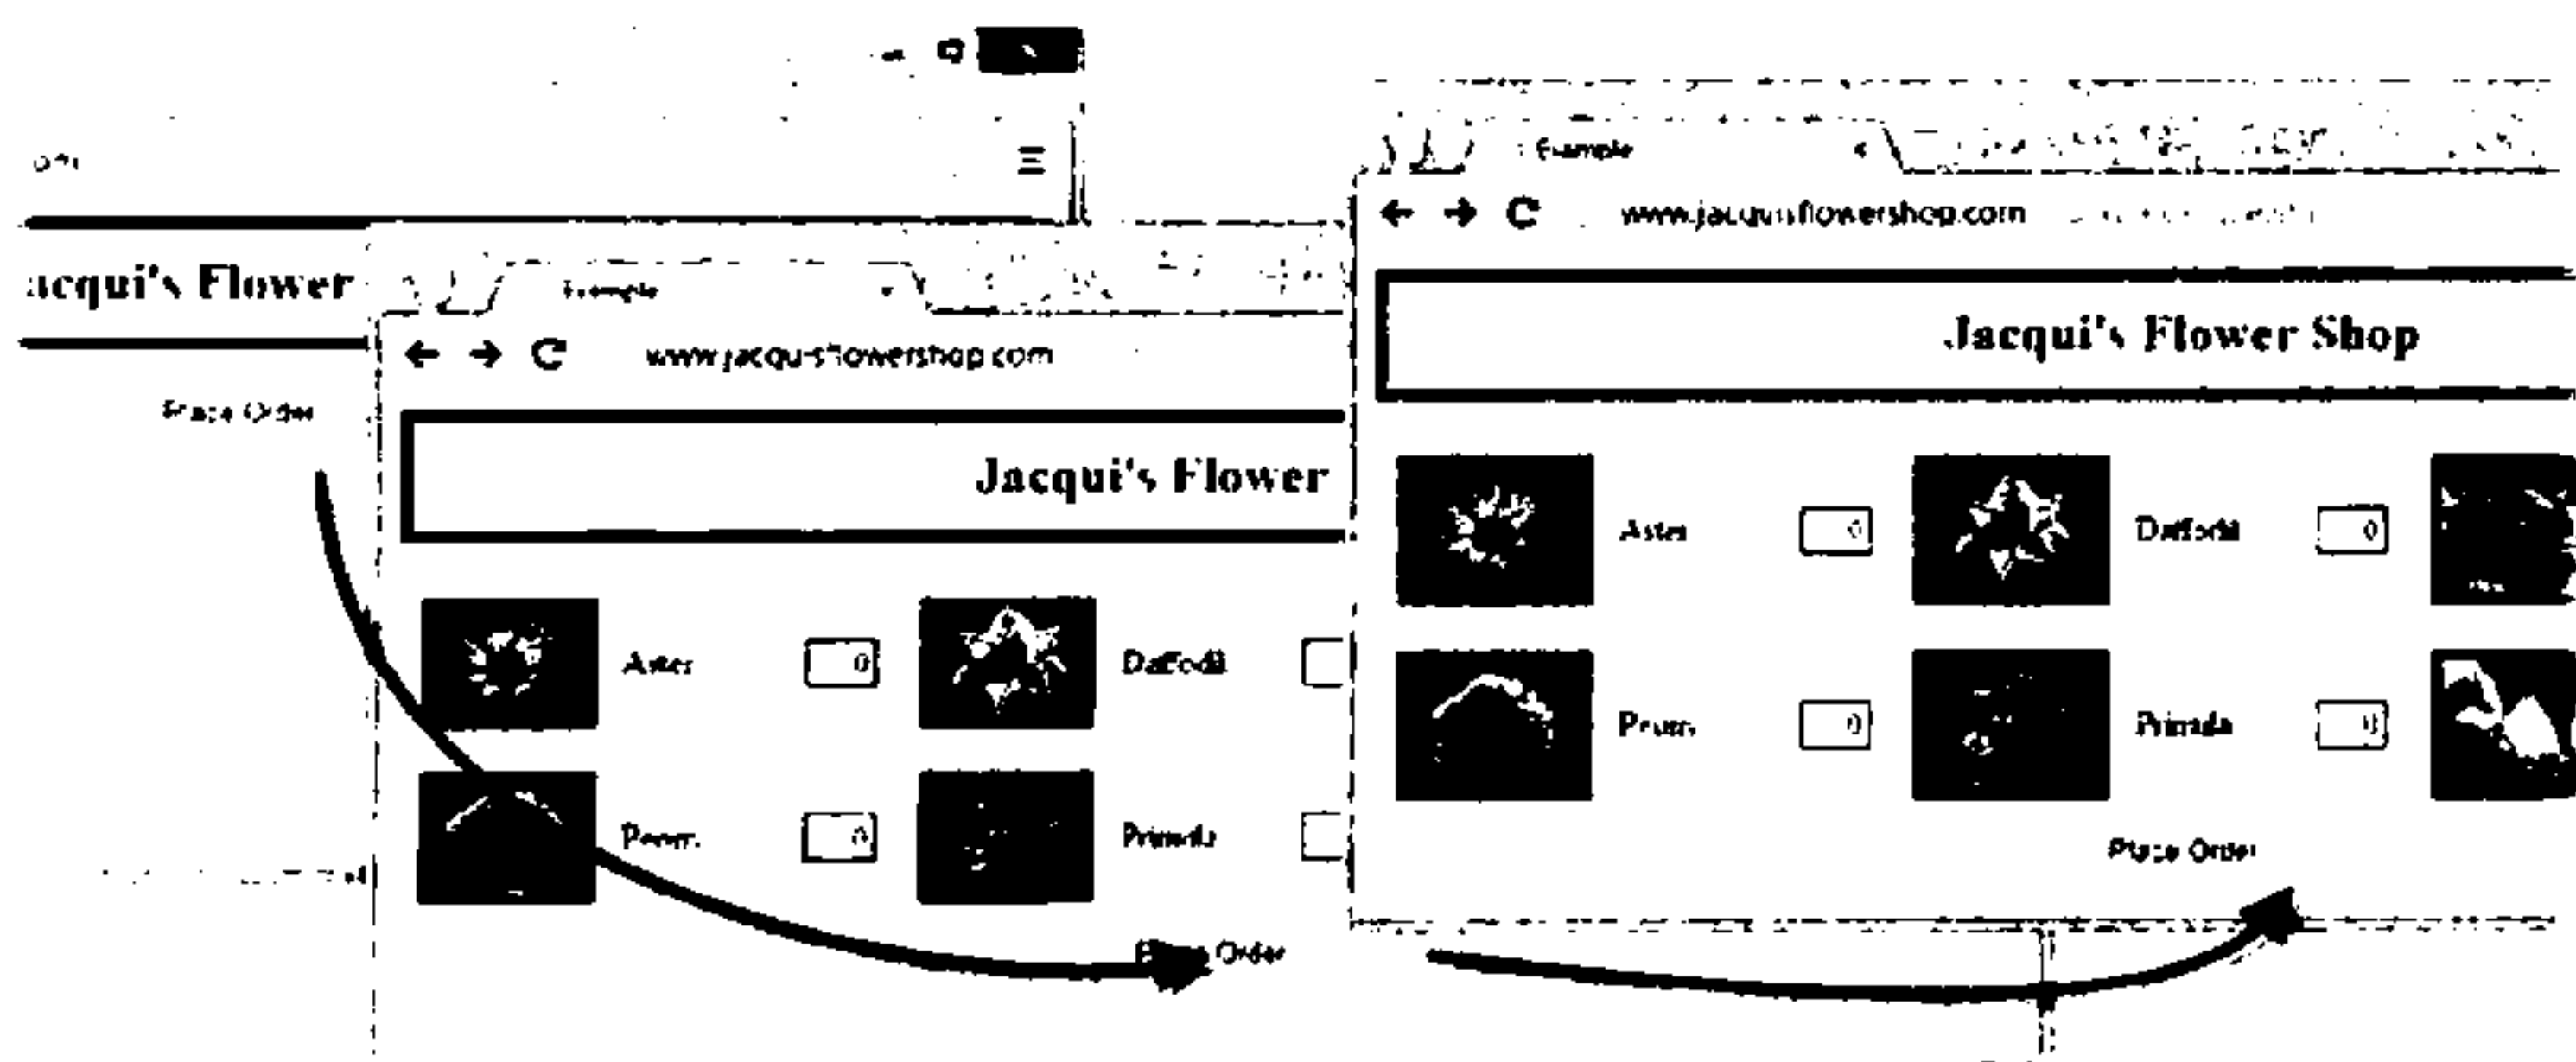 acqui's Flower
Place Order
Example
www.jacquisflowershop.com
Jacqui's Flower
Aster 0 Daffodil
Peony 0 Primula
Place Order
Example
www.jacquisflowershop.com
Jacqui's Flower Shop
Aster 0 Daffodil 0
Peony 0 Primula 0
Place Order